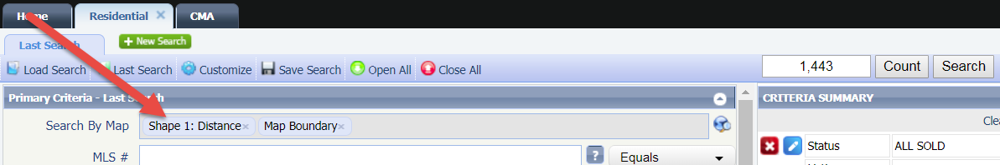 Home Residential × CMA
Last Search + New Search
Load Search Last Search Customize Save Search Open All Close All 1,443 Count Search
Primary Criteria - Last Search CRITERIA SUMMARY
Search By Map Shape 1: Distance× Map Boundary× Clea
MLS # ? Equals Status ALL SOLD